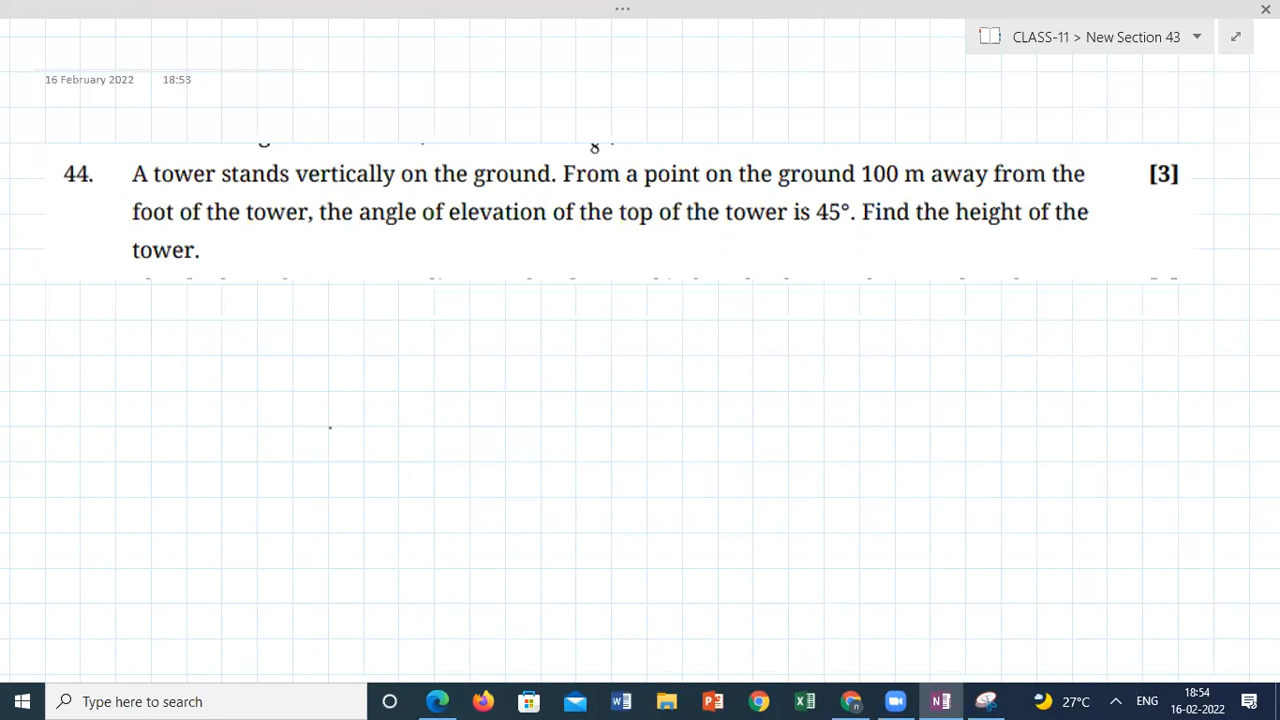 CLASS-11 > New Section 43
16 February 2022 18:53
44. A tower stands vertically on the ground. From a point on the ground 100 m away from the [3]
foot of the tower, the angle of elevation of the top of the tower is 45°. Find the height of the
tower.
Type here to search
27°C ENG 18:54
16-02-2022